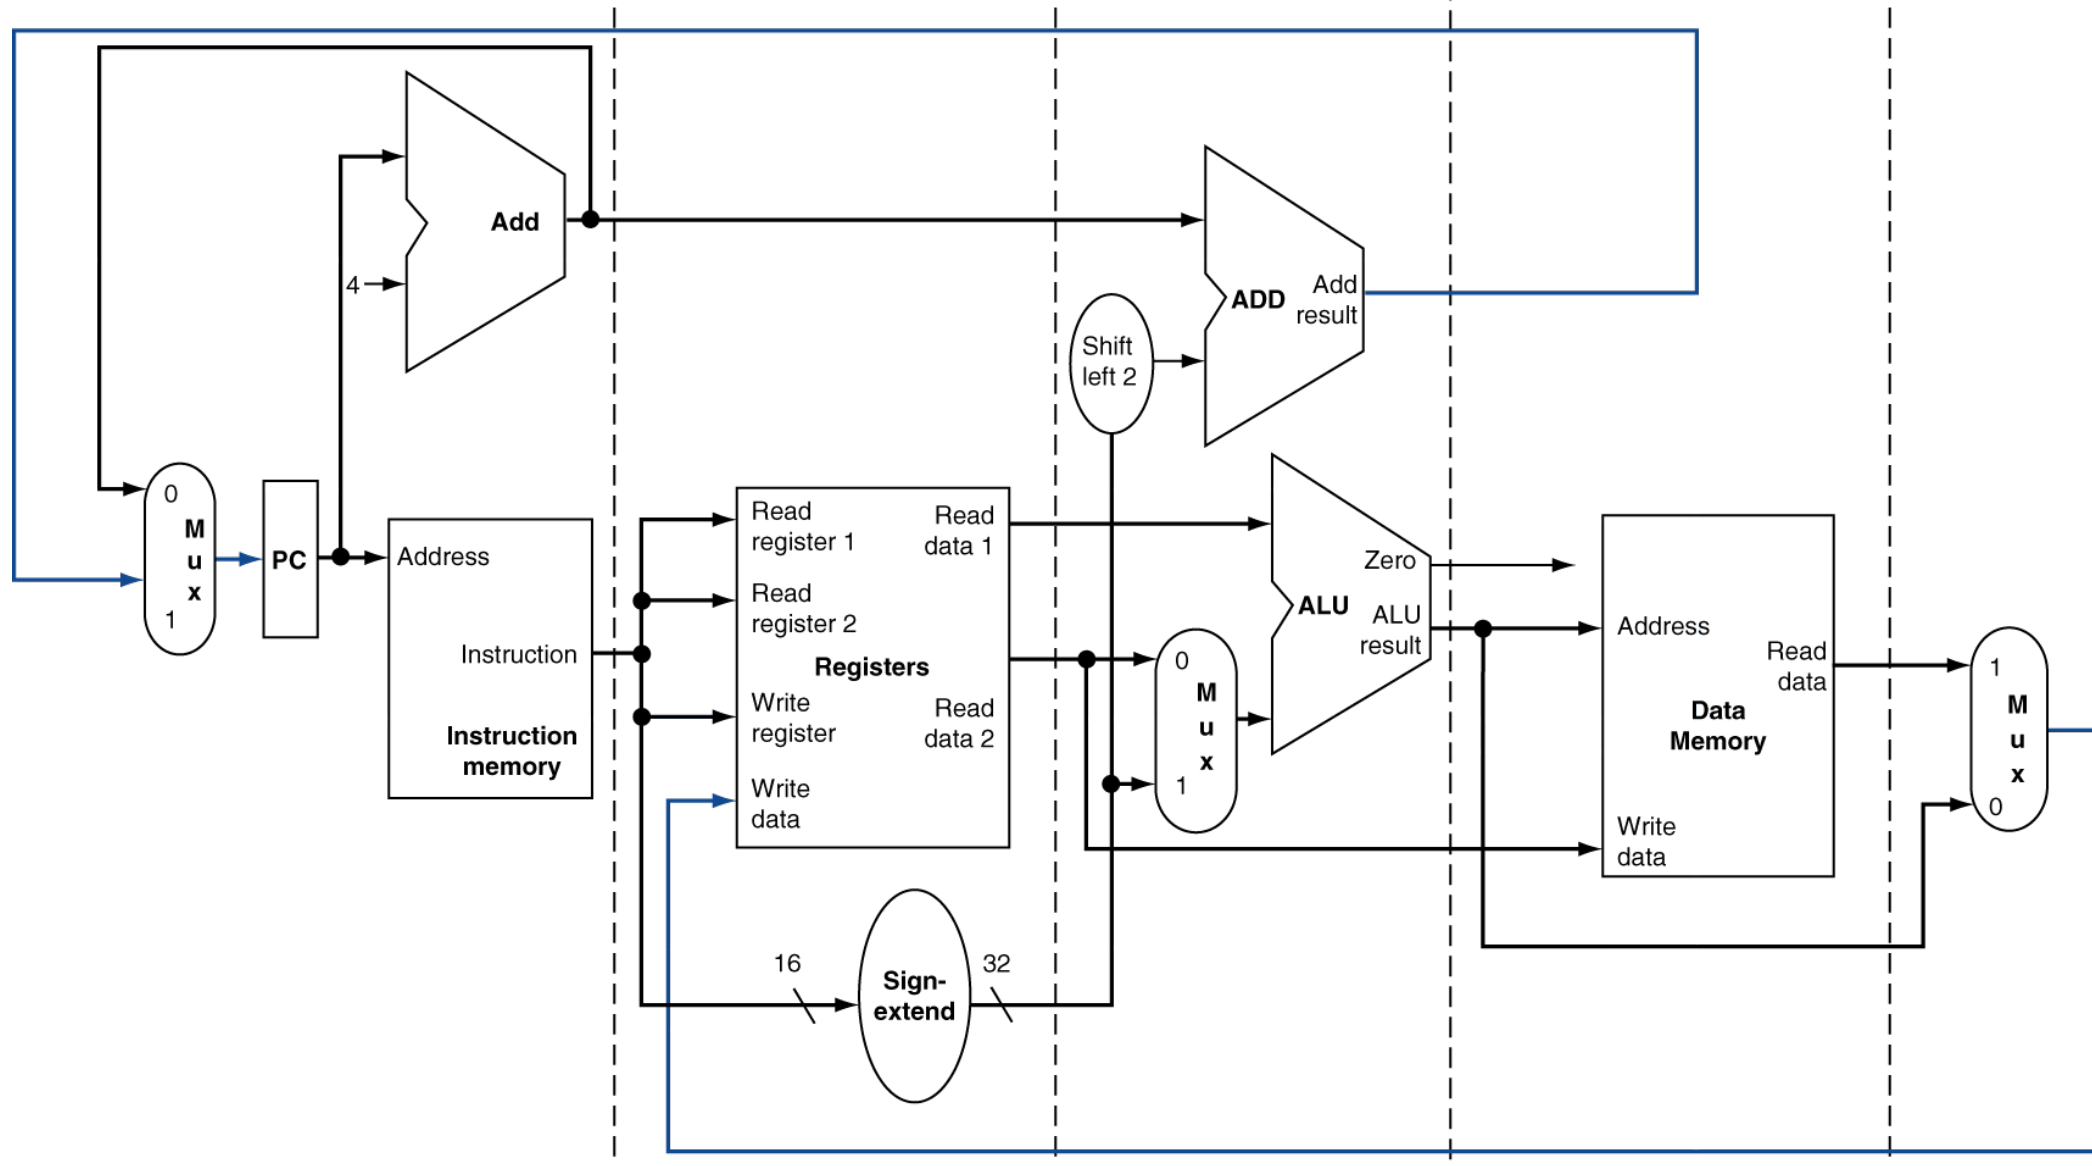 Add
4
ADD
Add
result
Shift
left 2
0
M
u
x
1
PC
Address
Instruction
Instruction
memory
Read
register 1
Read
register 2
Write
register
Write
data
Registers
Read
data 1
Read
data 2
16
Sign-
extend
32
0
M
u
x
1
Zero
ALU
ALU
result
Address
Write
data
Read
data
Data
Memory
1
M
u
x
0